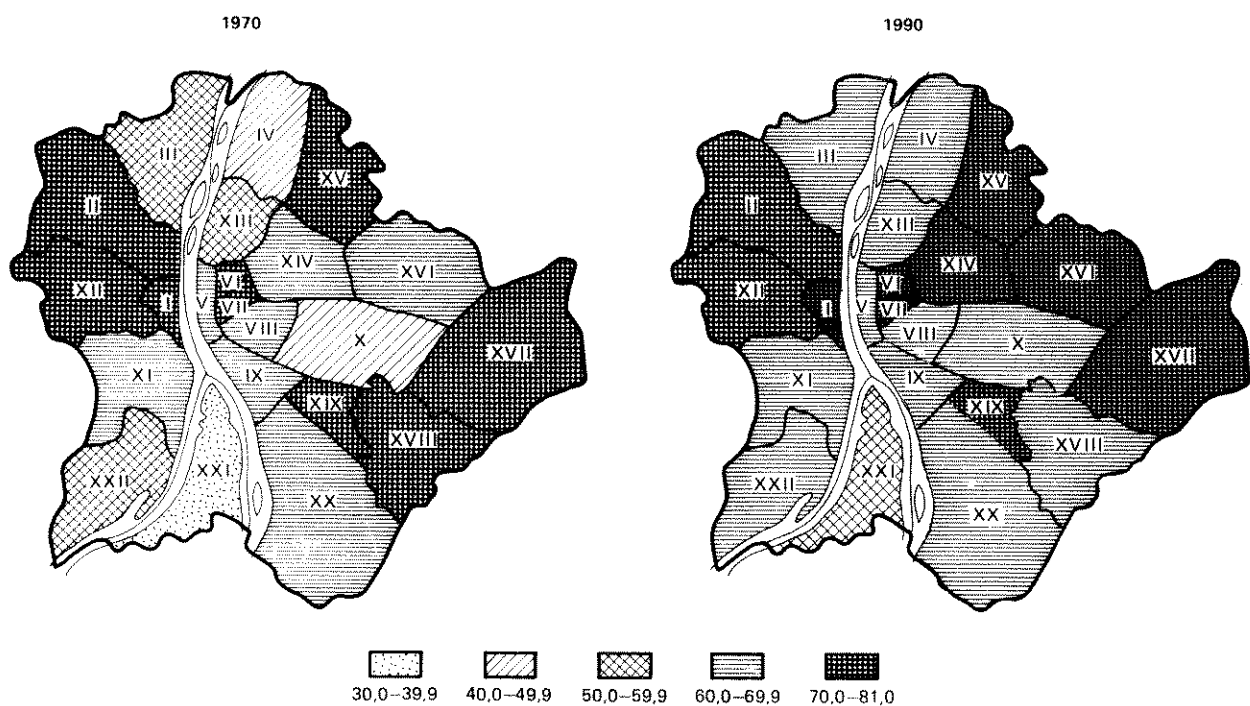 1970
1990
III
IV
XV
II
XIII
XIV
XVI
XII
I
V
VI
VII
VIII
X
XVII
XI
IX
XIX
XVIII
XXII
XXI
XX
III
IV
XV
II
XIII
XIV
XVI
XII
I
V
VI
VII
VIII
X
XVII
XI
IX
XIX
XVIII
XXII
XXI
XX
30,0–39,9
40,0–49,9
50,0–59,9
60,0–69,9
70,0–81,0